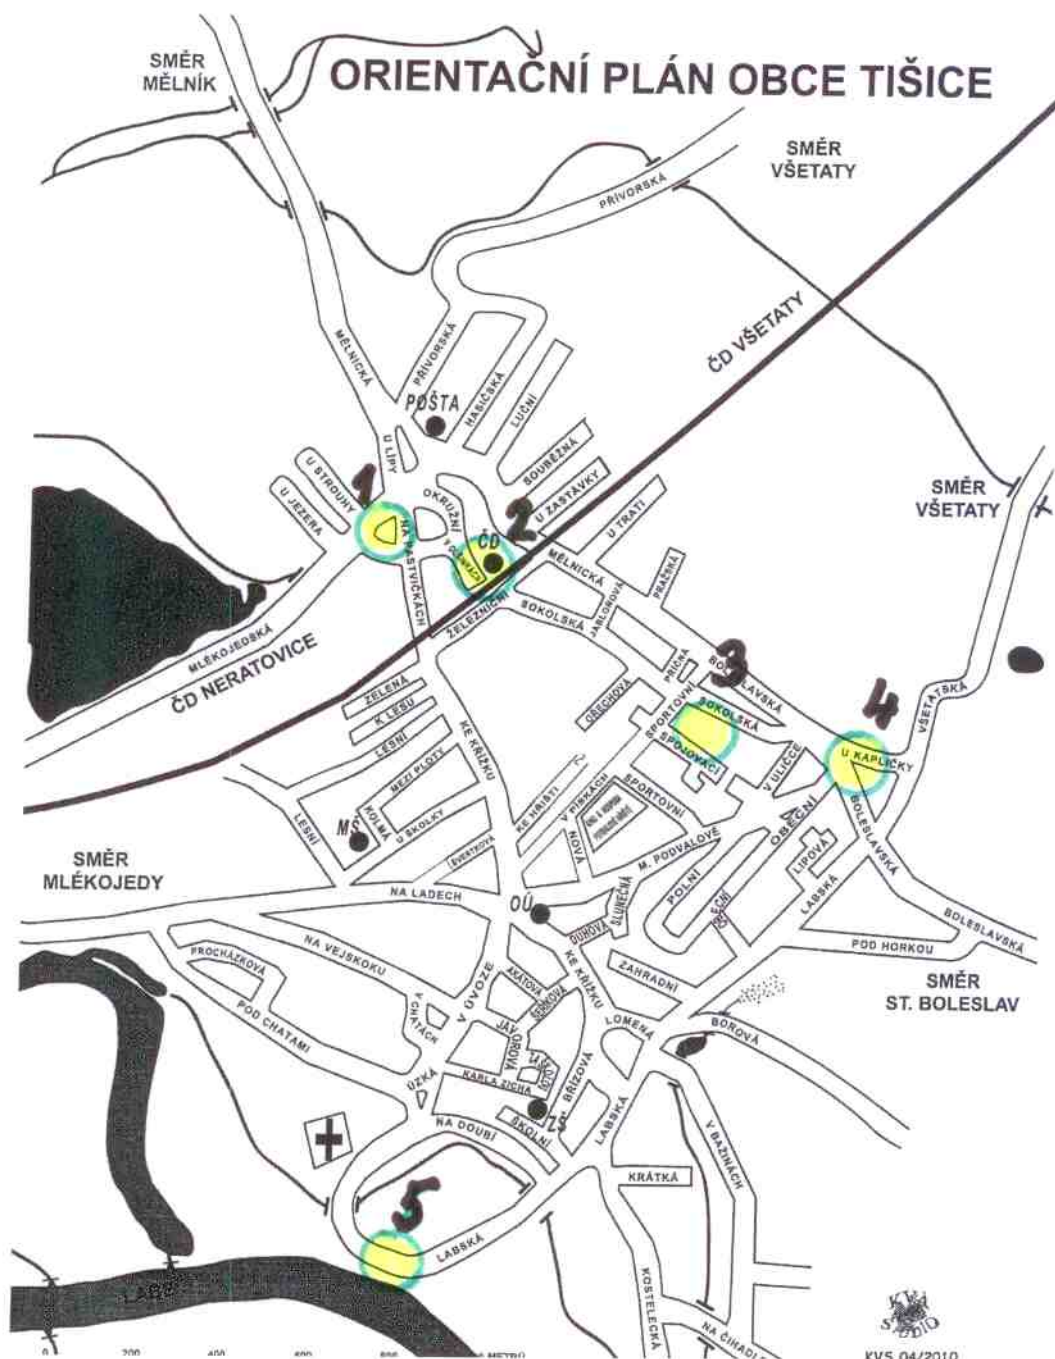 ORIENTAČNÍ PLÁN OBCE TIŠICE
SMĚR
MĚLNÍK
SMĚR
VŠETATY
PŘÍVORSKÁ
ČD VŠETATY
MĚLNICKÁ
PŘÍVORSKÁ
POŠTA
HASIČSKÁ
LUČNÍ
U LÍPY
U STROUHY
U JEZERA
1
OKRUŽNÍ
SOUBĚŽNÁ
U ZASTÁVKY
U TRATI
2
ČD
NA PASTVIČKÁCH
SMĚR
VŠETATY
MĚLNICKÁ
PRAŽSKÁ
JABLOŇOVÁ
SOKOLSKÁ
ŽELEZNIČNÍ
MLÉKOJEDSKÁ
ČD NERATOVICE
PŘÍČNÁ
3
BOLESLAVSKÁ
4
VŠETATSKÁ
ZELENÁ
K LESU
LESNÍ
OŘECHOVÁ
SPORTOVNÍ
SOKOLSKÁ
SPOJOVACÍ
U KAPLIČKY
KE KŘÍŽKU
MEZI PLOTY
V ULIČCE
KE HŘIŠTI
V PÍSKÁCH
SPORTOVNÍ
OBECNÍ
BOLESLAVSKÁ
LESNÍ
MŠ
KOLMÁ
U ŠKOLKY
ŠVESTKOVÁ
NOVÁ
M. PODVALOVÉ
LIPOVÁ
SMĚR
MLÉKOJEDY
NA LADECH
OÚ
SLUNEČNÁ
POLNÍ
OBECNÍ
LABSKÁ
DUHOVÁ
BOLESLAVSKÁ
POD HORKOU
NA VEJSKOKU
PROCHÁZKOVÁ
V ÚVOZE
AKÁTOVÁ
ŠEŘÍKOVÁ
KE KŘÍŽKU
ZAHRADNÍ
SMĚR
ST. BOLESLAV
POD CHATAMI
V CHATÁCH
JAVOROVÁ
LOMENÁ
BOROVÁ
ÚZKÁ
KARLA ZICHA
BŘÍZOVÁ
ZŠ
ŠKOLNÍ
LABSKÁ
NA DOUBÍ
V BAŽINÁCH
KRÁTKÁ
5
LABSKÁ
LABE
KOSTELECKÁ
NA ČIHADLE
0 200 400 600 800 METRŮ
KVS 04/2010